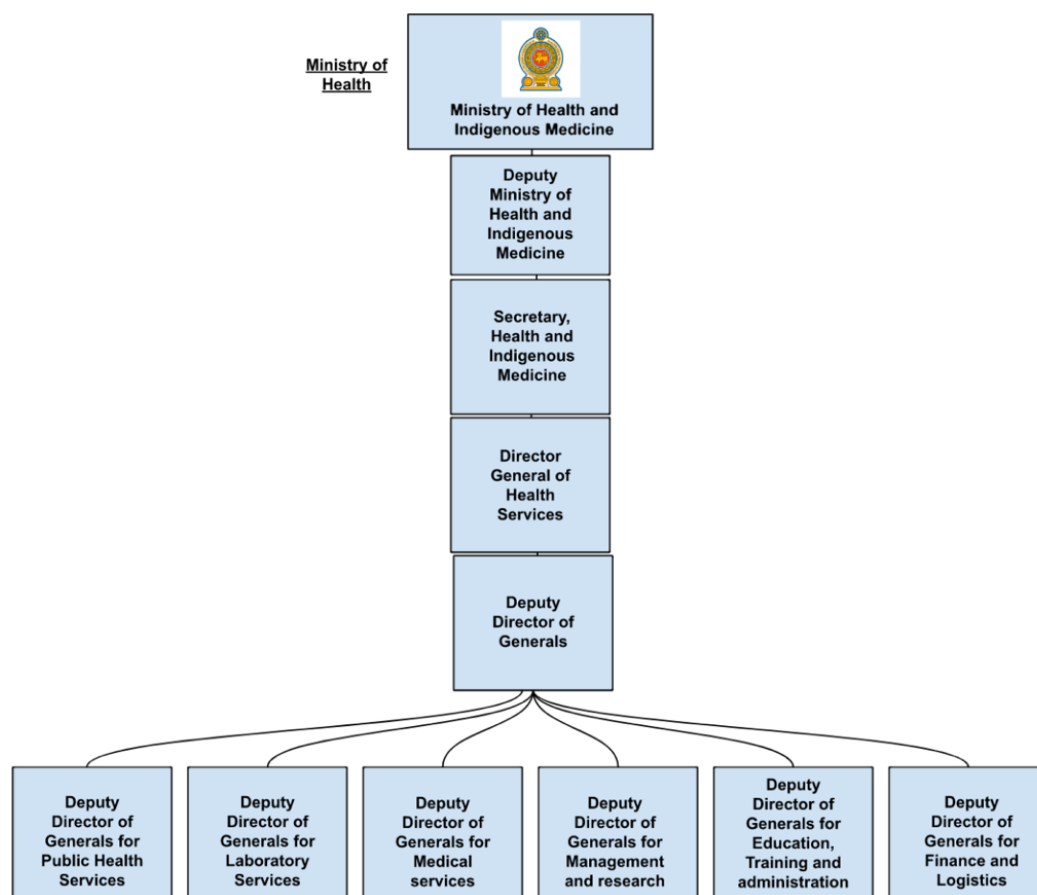 Ministry of
Health
Ministry of Health and
Indigenous Medicine
Deputy
Ministry of
Health and
Indigenous
Medicine
Secretary,
Health and
Indigenous
Medicine
Director
General of
Health
Services
Deputy
Director of
Generals
Deputy
Director of
Generals for
Public Health
Services
Deputy
Director of
Generals for
Laboratory
Services
Deputy
Director of
Generals for
Medical
services
Deputy
Director of
Generals for
Management
and research
Deputy
Director of
Generals for
Education,
Training and
administration
Deputy
Director of
Generals for
Finance and
Logistics